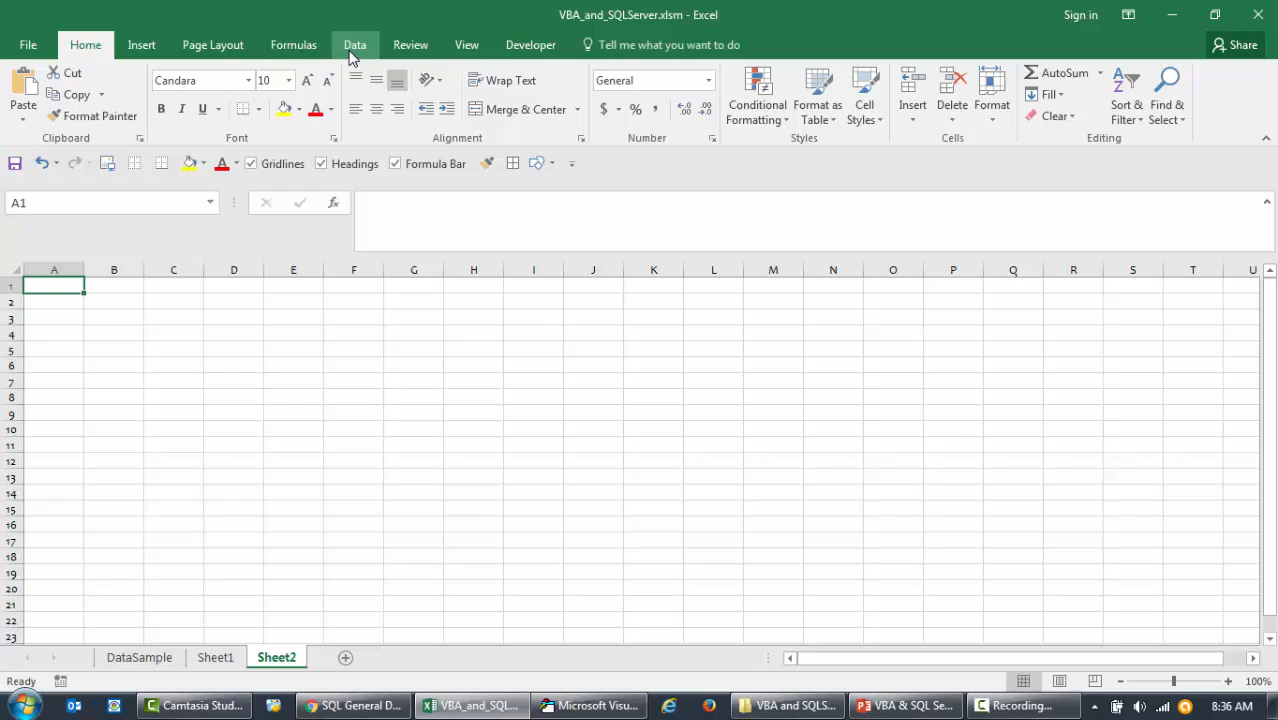 VBA_and_SQLServer.xlsm - Excel
Sign in
File Home Insert Page Layout Formulas Data Review View Developer Tell me what you want to do Share
Paste
Cut
Copy
Format Painter
Clipboard
Candara 10
B I U A
Font
Wrap Text
Merge & Center
Alignment
General
$ % ,
Number
Conditional Formatting
Format as Table
Cell Styles
Styles
Insert Delete Format
Cells
AutoSum
Fill
Clear
Sort & Filter
Find & Select
Editing
Gridlines Headings Formula Bar
A1
fx
A B C D E F G H I J K L M N O P Q R S T U
1
2
3
4
5
6
7
8
9
10
11
12
13
14
15
16
17
18
19
20
21
22
23
DataSample Sheet1 Sheet2
Ready
100%
Camtasia Stud...
SQL General D...
VBA_and_SQL...
Microsoft Visu...
VBA and SQLS...
VBA & SQL Se...
Recording...
8:36 AM